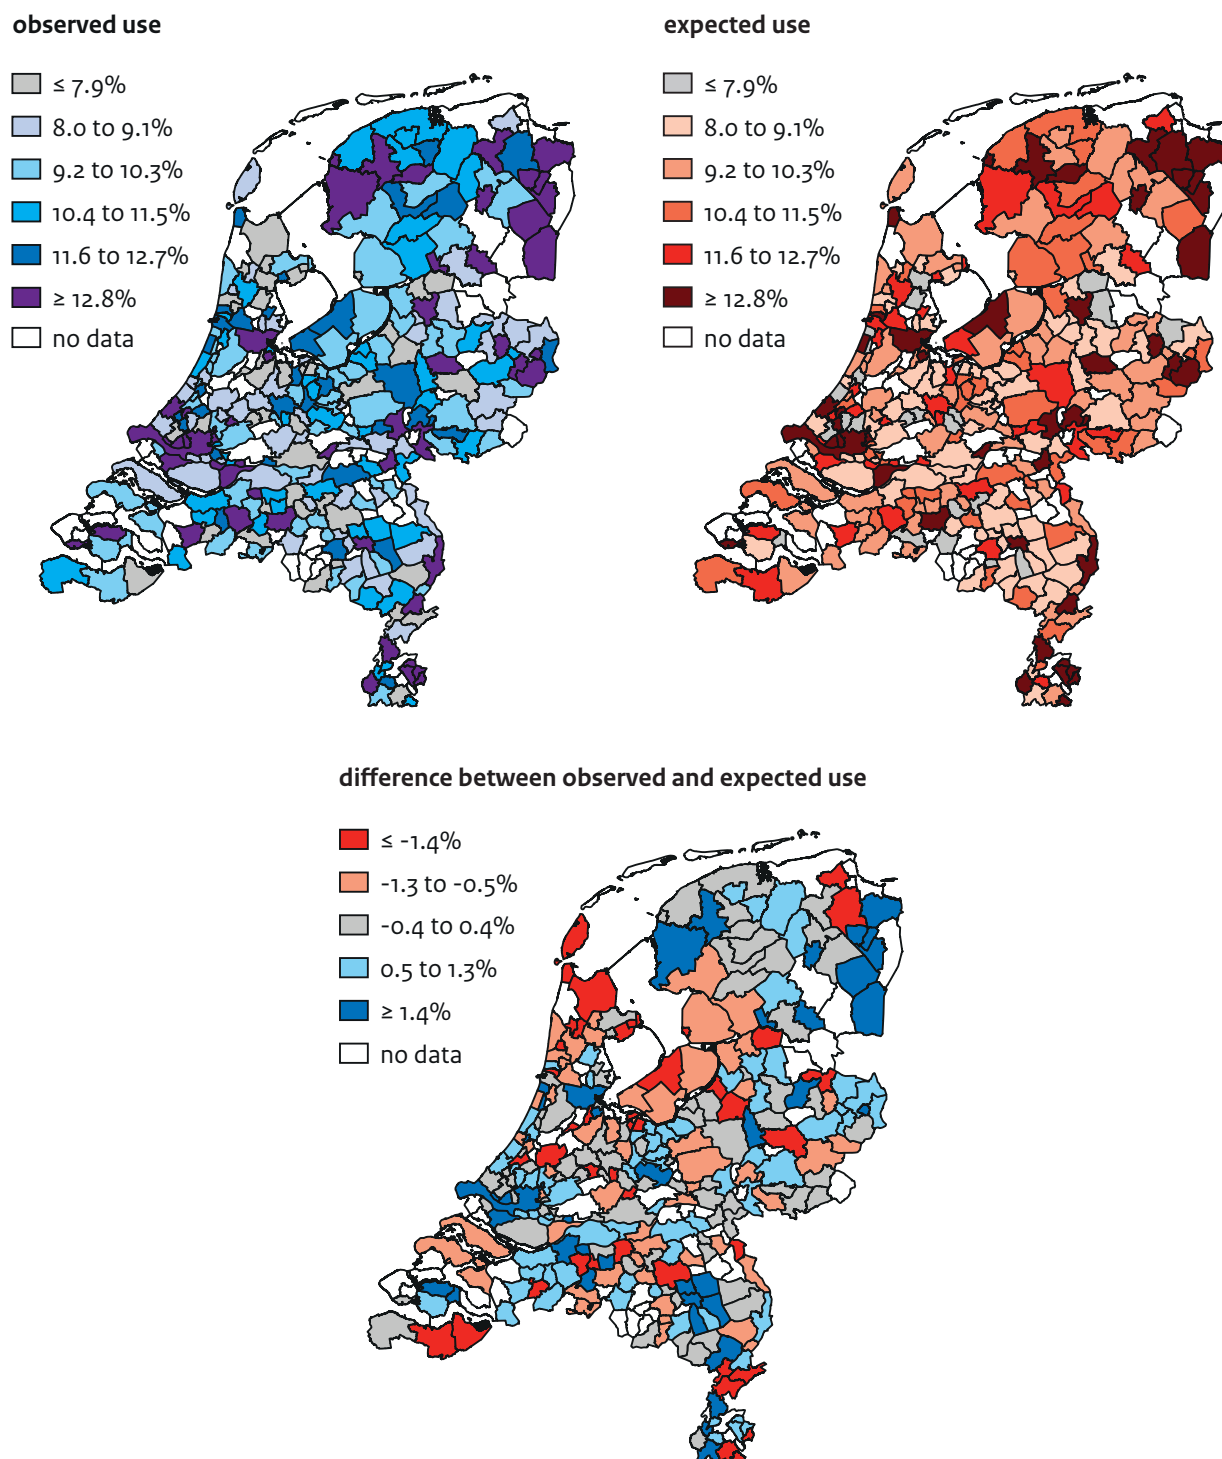 observed use
≤ 7.9%
8.0 to 9.1%
9.2 to 10.3%
10.4 to 11.5%
11.6 to 12.7%
≥ 12.8%
no data
expected use
≤ 7.9%
8.0 to 9.1%
9.2 to 10.3%
10.4 to 11.5%
11.6 to 12.7%
≥ 12.8%
no data
difference between observed and expected use
≤ -1.4%
-1.3 to -0.5%
-0.4 to 0.4%
0.5 to 1.3%
≥ 1.4%
no data